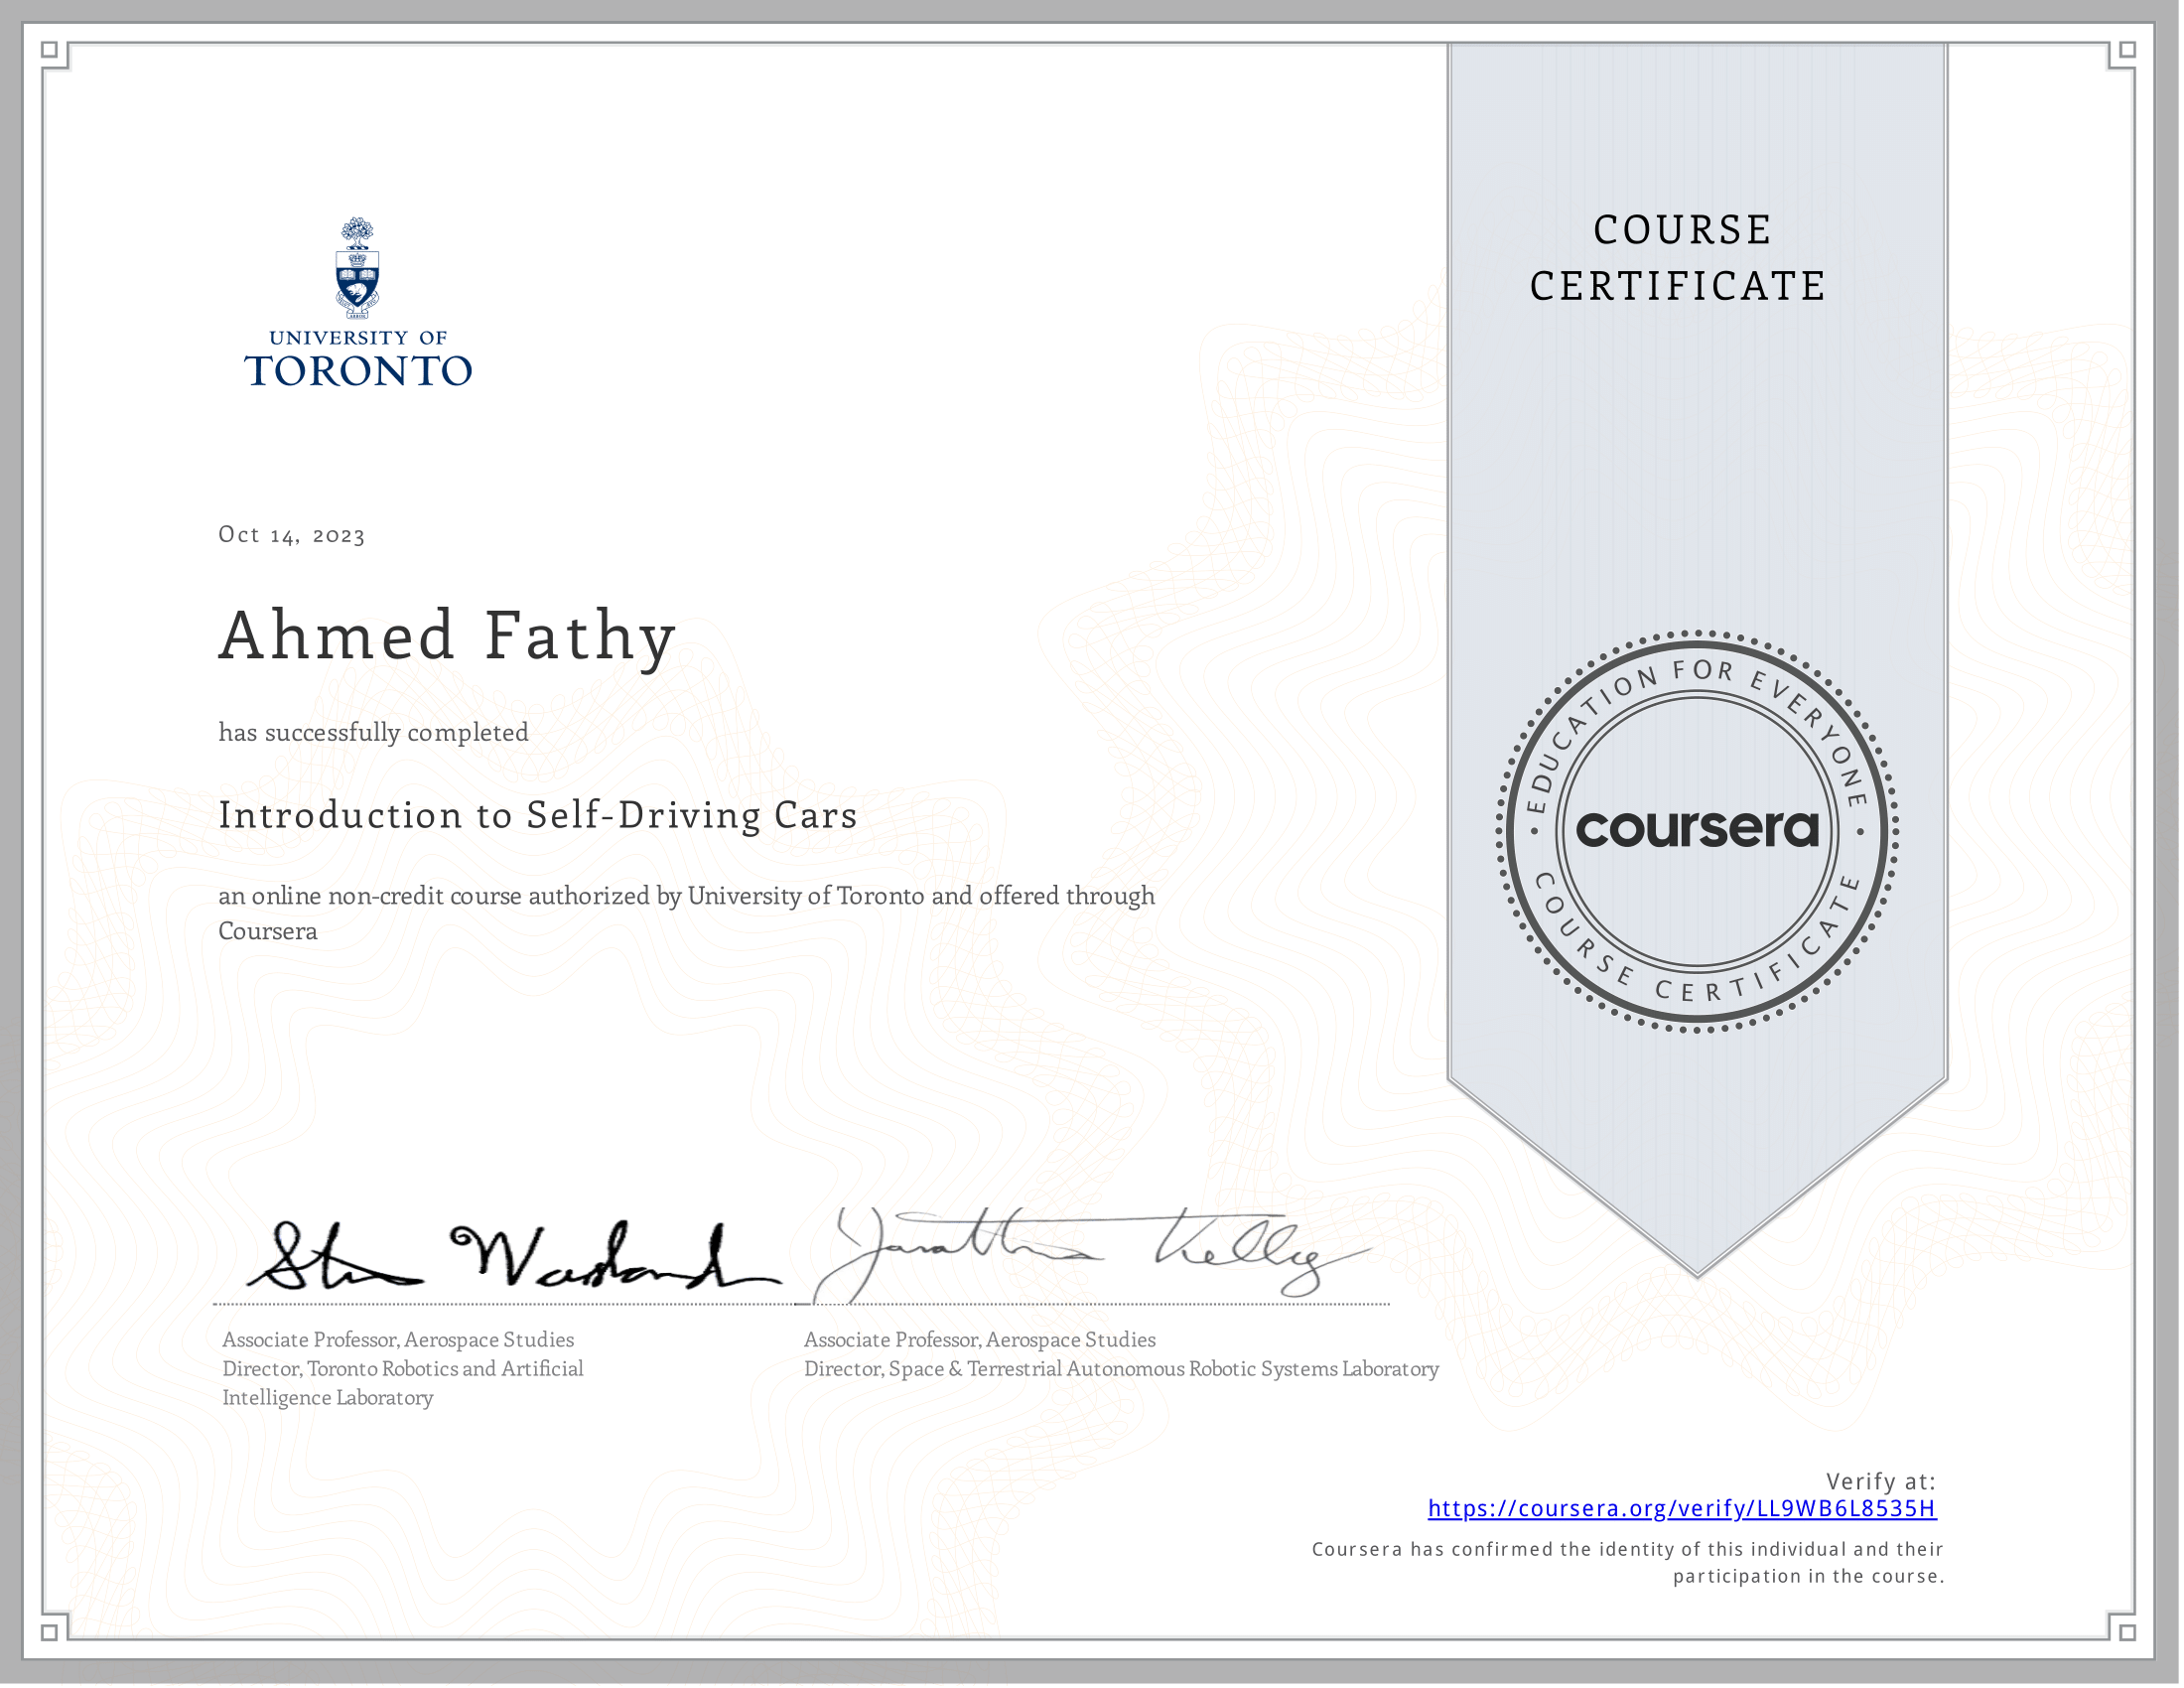 UNIVERSITY OF
TORONTO
COURSE
CERTIFICATE
Oct 14, 2023
Ahmed Fathy
has successfully completed
Introduction to Self-Driving Cars
an online non-credit course authorized by University of Toronto and offered through
Coursera
EDUCATION FOR EVERYONE
coursera
COURSE CERTIFICATE
Jonathan Kelly
Associate Professor, Aerospace Studies
Director, Toronto Robotics and Artificial
Intelligence Laboratory
Associate Professor, Aerospace Studies
Director, Space & Terrestrial Autonomous Robotic Systems Laboratory
Verify at:
https://coursera.org/verify/LL9WB6L8535H
Coursera has confirmed the identity of this individual and their
participation in the course.